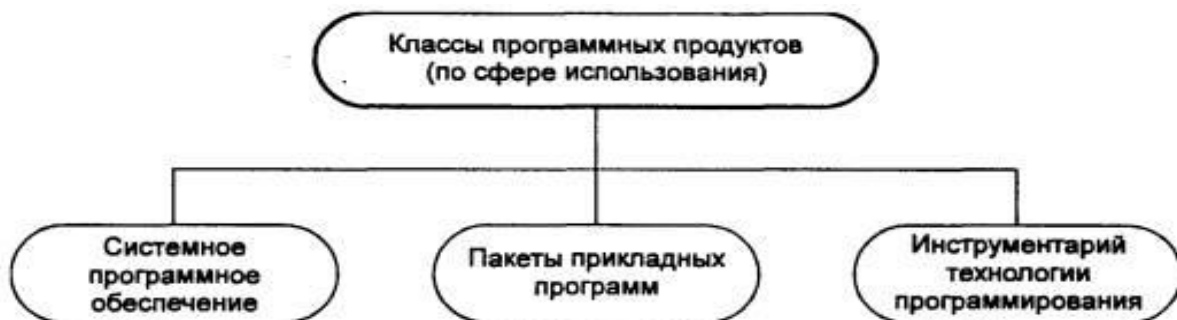 Классы программных продуктов
(по сфере использования)
Системное
программное
обеспечение
Пакеты прикладных
программ
Инструментарий
технологии
программирования